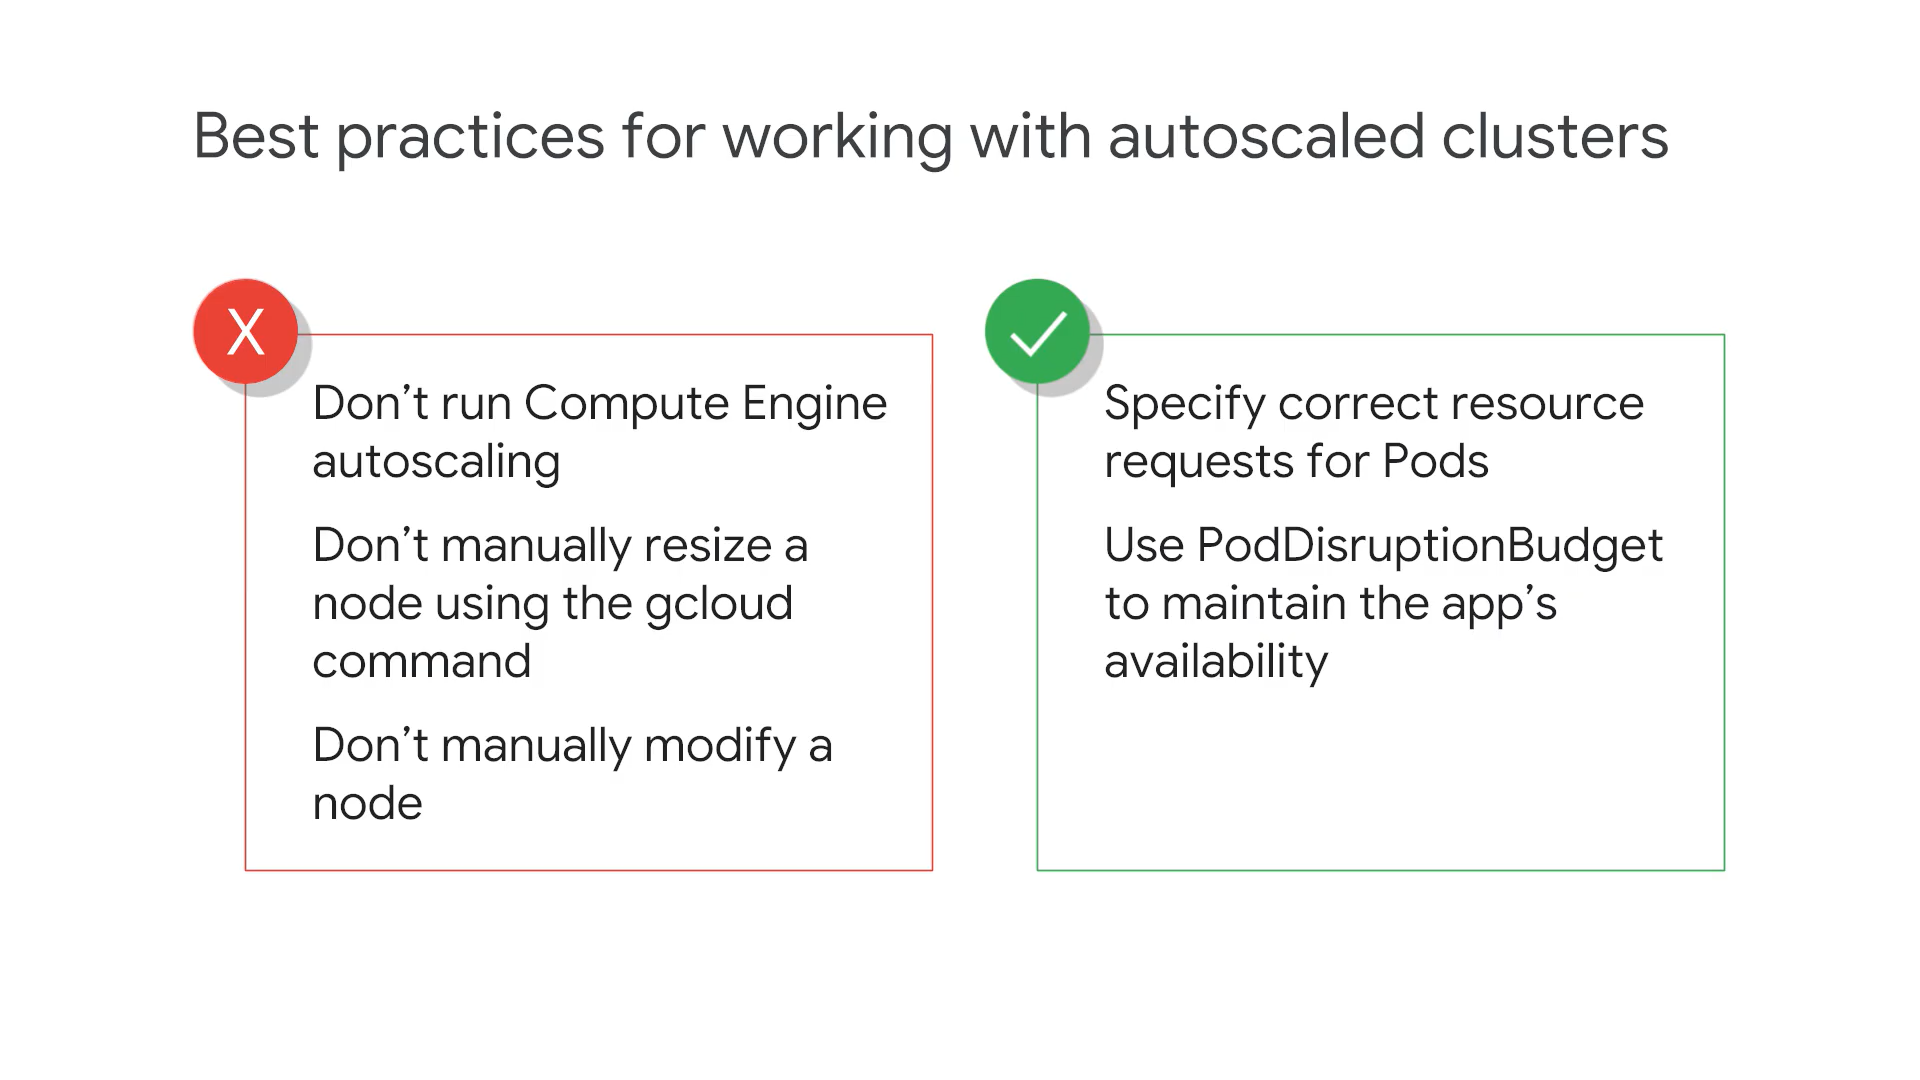 Best practices for working with autoscaled clusters
X
Don’t run Compute Engine
autoscaling
Don’t manually resize a
node using the gcloud
command
Don’t manually modify a
node
Specify correct resource
requests for Pods
Use PodDisruptionBudget
to maintain the app’s
availability